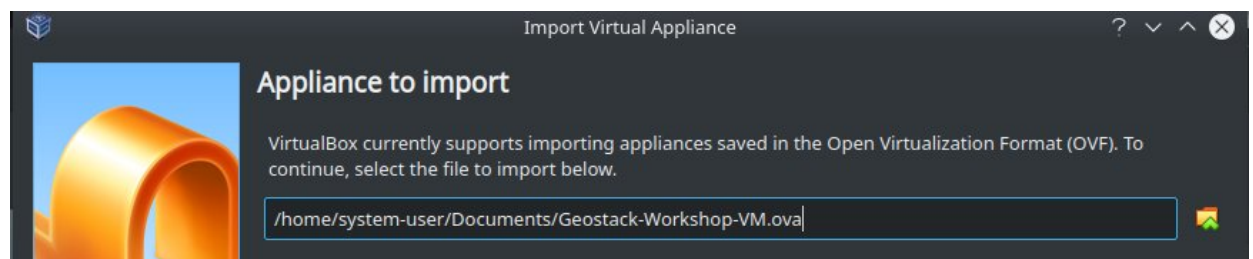 Import Virtual Appliance
Appliance to import
VirtualBox currently supports importing appliances saved in the Open Virtualization Format (OVF). To
continue, select the file to import below.
/home/system-user/Documents/Geostack-Workshop-VM.ova